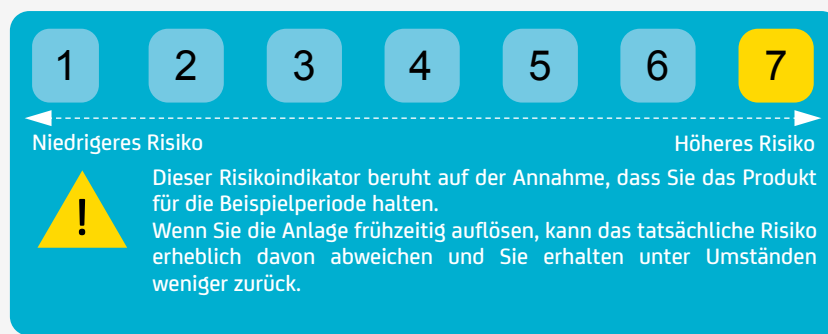 1 2 3 4 5 6 7
Niedrigeres Risiko Höheres Risiko
! Dieser Risikoindikator beruht auf der Annahme, dass Sie das Produkt
für die Beispielperiode halten.
Wenn Sie die Anlage frühzeitig auflösen, kann das tatsächliche Risiko
erheblich davon abweichen und Sie erhalten unter Umständen
weniger zurück.